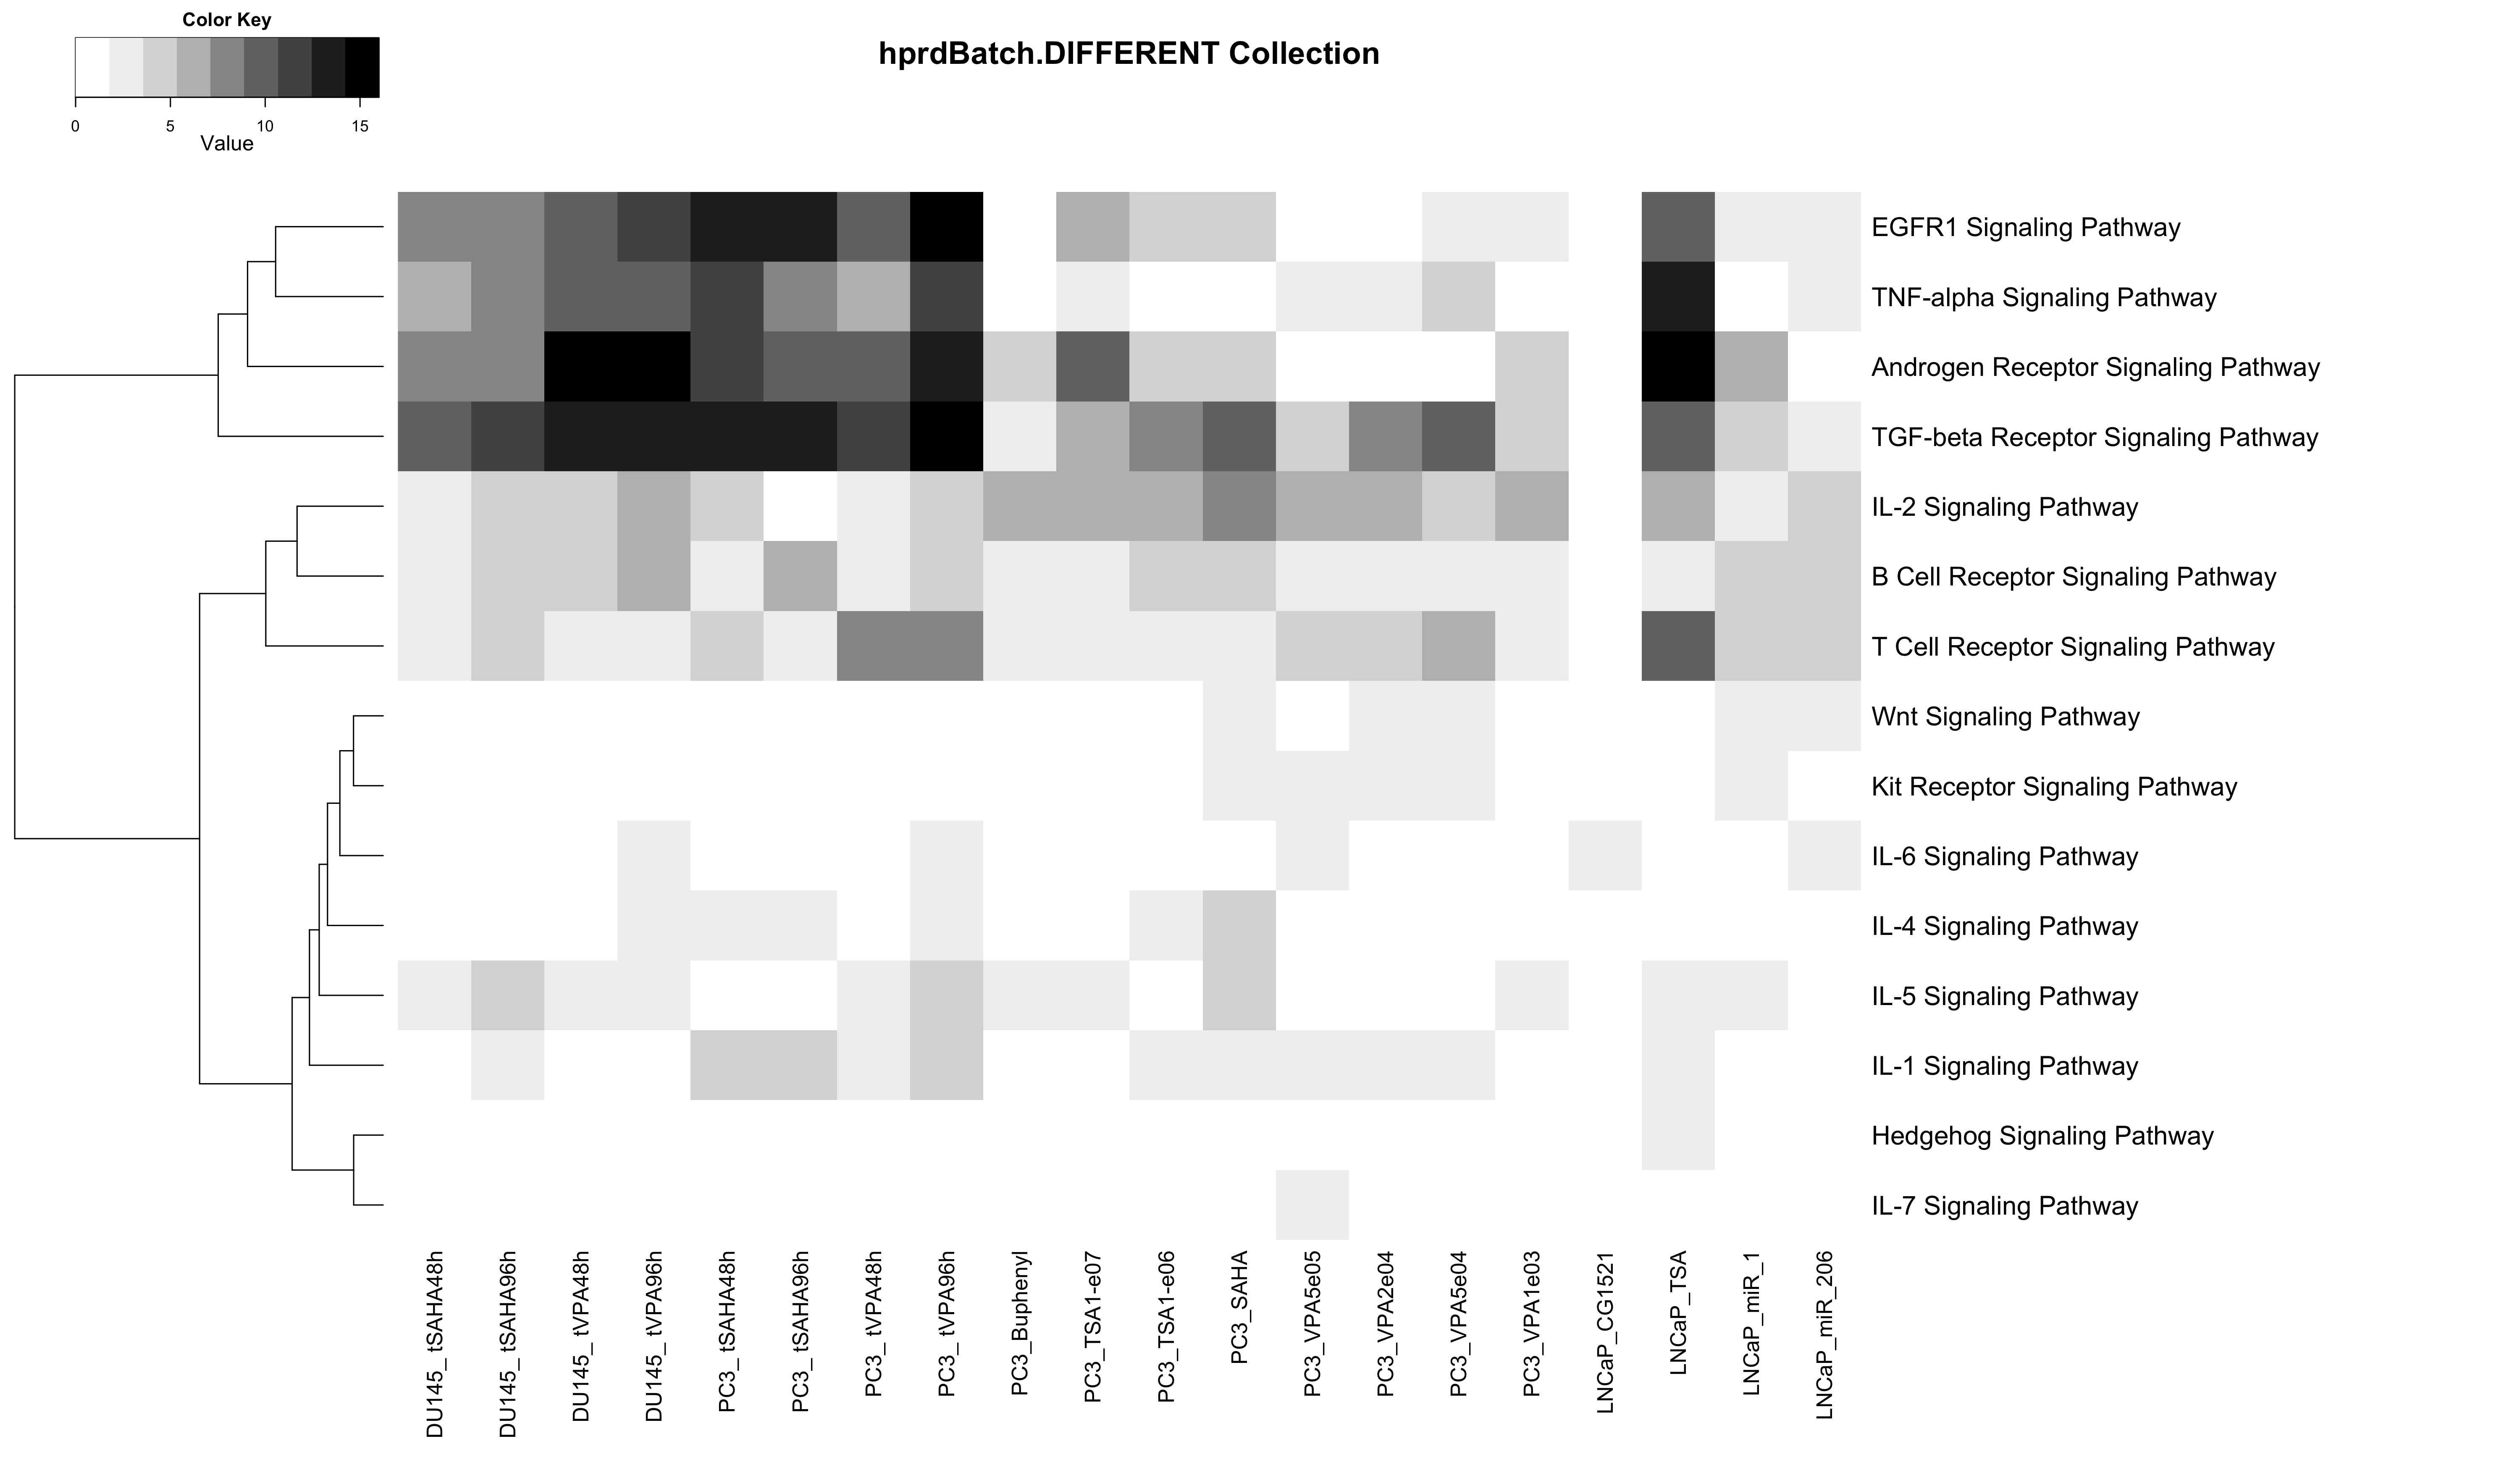 Color Key
hprdBatch.DIFFERENT Collection
0 5 10 15
Value
EGFR1 Signaling Pathway
TNF-alpha Signaling Pathway
Androgen Receptor Signaling Pathway
TGF-beta Receptor Signaling Pathway
IL-2 Signaling Pathway
B Cell Receptor Signaling Pathway
T Cell Receptor Signaling Pathway
Wnt Signaling Pathway
Kit Receptor Signaling Pathway
IL-6 Signaling Pathway
IL-4 Signaling Pathway
IL-5 Signaling Pathway
IL-1 Signaling Pathway
Hedgehog Signaling Pathway
IL-7 Signaling Pathway
DU145_ tSAHA48h
DU145_ tSAHA96h
DU145_ tVPA48h
DU145_ tVPA96h
PC3_ tSAHA48h
PC3_ tSAHA96h
PC3_ tVPA48h
PC3_ tVPA96h
PC3_Buphenyl
PC3_TSA1-e07
PC3_TSA1-e06
PC3_SAHA
PC3_VPA5e05
PC3_VPA2e04
PC3_VPA5e04
PC3_VPA1e03
LNCaP_CG1521
LNCaP_TSA
LNCaP_miR_1
LNCaP_miR_206